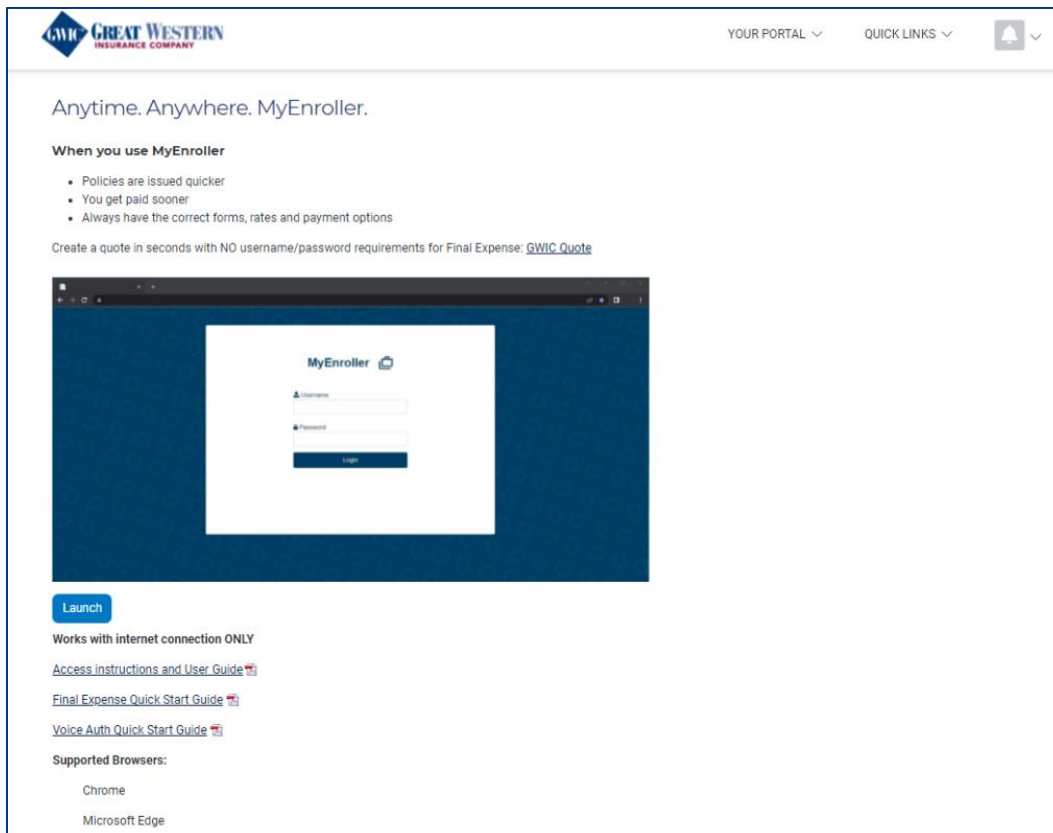 GWIC GREAT WESTERN
INSURANCE COMPANY
YOUR PORTAL
QUICK LINKS
Anytime. Anywhere. MyEnroller.
When you use MyEnroller
• Policies are issued quicker
• You get paid sooner
• Always have the correct forms, rates and payment options
Create a quote in seconds with NO username/password requirements for Final Expense: GWIC Quote
MyEnroller
Username
Password
Login
Launch
Works with internet connection ONLY
Access instructions and User Guide
Final Expense Quick Start Guide
Voice Auth Quick Start Guide
Supported Browsers:
Chrome
Microsoft Edge